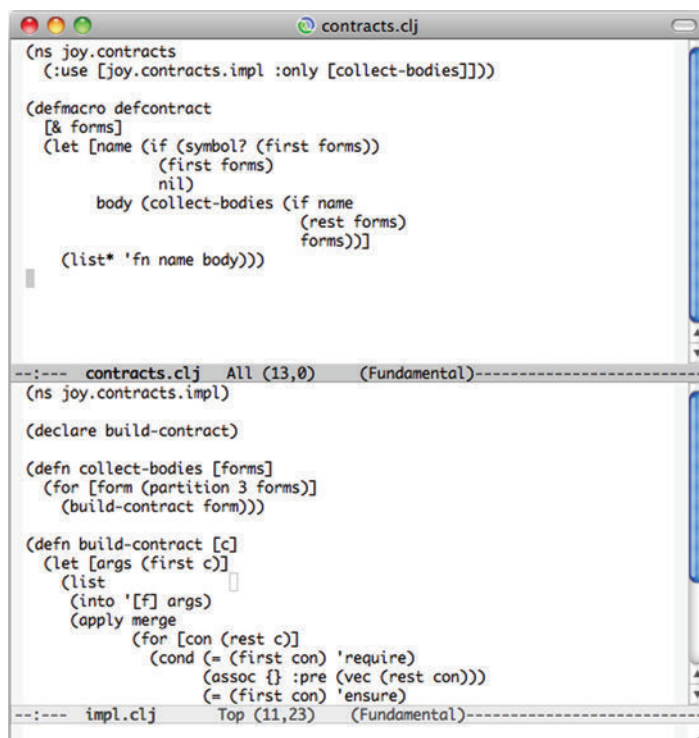 contracts.clj
(ns joy.contracts
  (:use [joy.contracts.impl :only [collect-bodies]]))
(defmacro defcontract
  [& forms]
  (let [name (if (symbol? (first forms))
               (first forms)
               nil)
        body (collect-bodies (if name
                               (rest forms)
                               forms))]
    (list* 'fn name body)))
--:---  contracts.clj   All (13,0)     (Fundamental)--------------------------
(ns joy.contracts.impl)
(declare build-contract)
(defn collect-bodies [forms]
  (for [form (partition 3 forms)]
    (build-contract form)))
(defn build-contract [c]
  (let [args (first c)]
    (list
     (into '[f] args)
     (apply merge
            (for [con (rest c)]
              (cond (= (first con) 'require)
                    (assoc {} :pre (vec (rest con)))
                    (= (first con) 'ensure)
--:---  impl.clj       Top (11,23)    (Fundamental)---------------------------